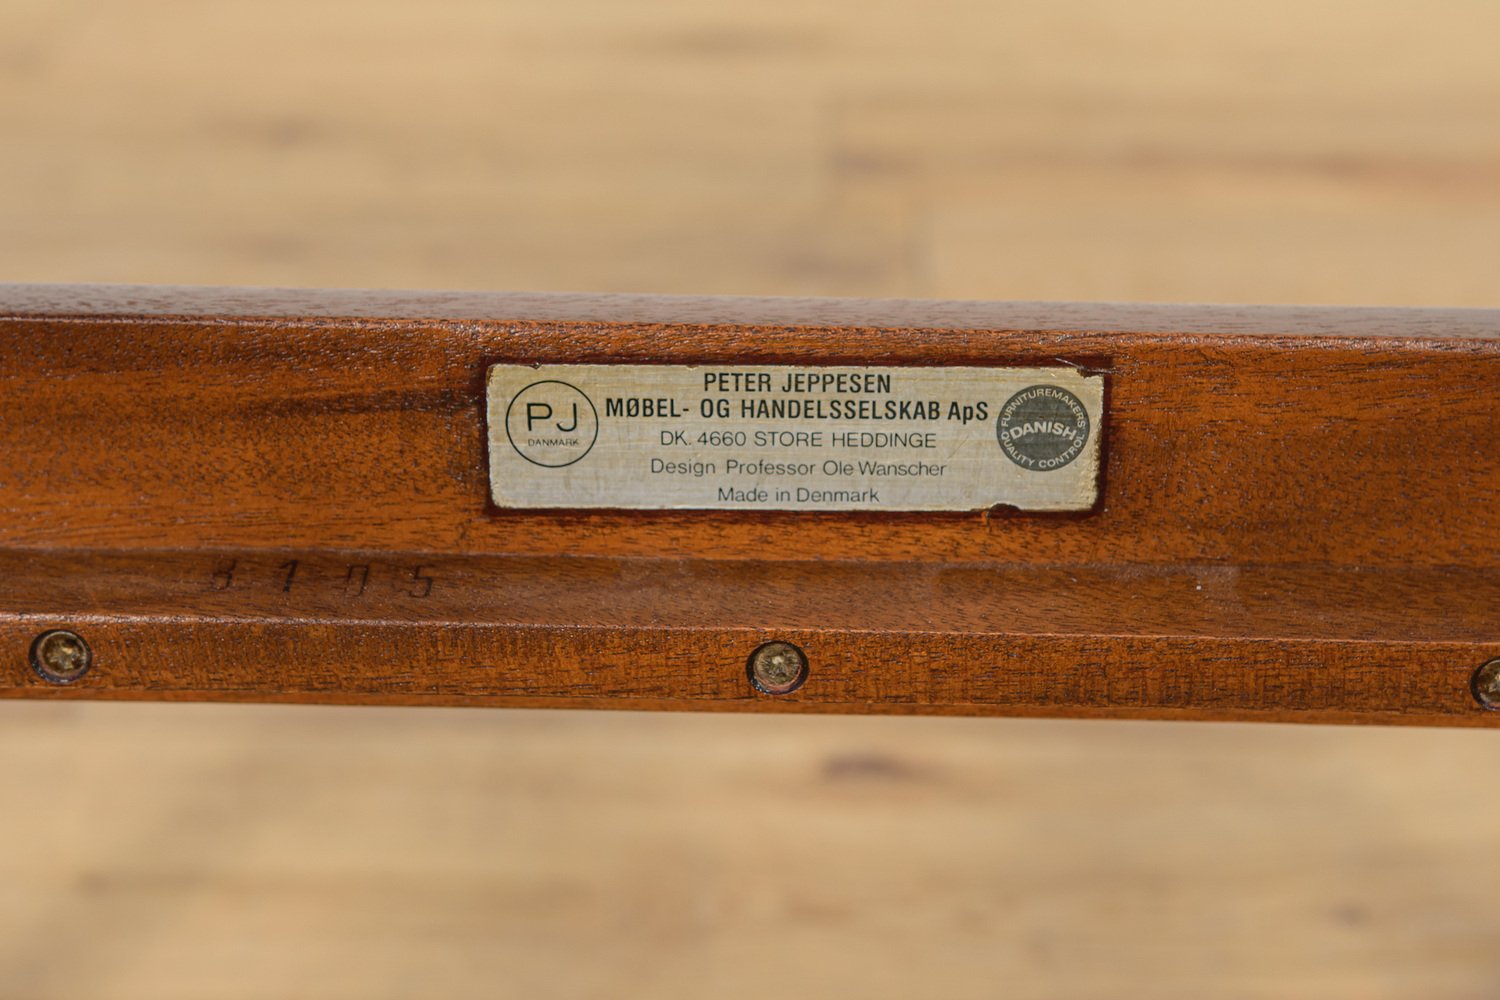 PJ
DANMARK
PETER JEPPESEN
MØBEL- OG HANDELSSELSKAB ApS
DK. 4660 STORE HEDDINGE
Design Professor Ole Wanscher
Made in Denmark
FURNITUREMAKERS'
DANISH
QUALITY CONTROL